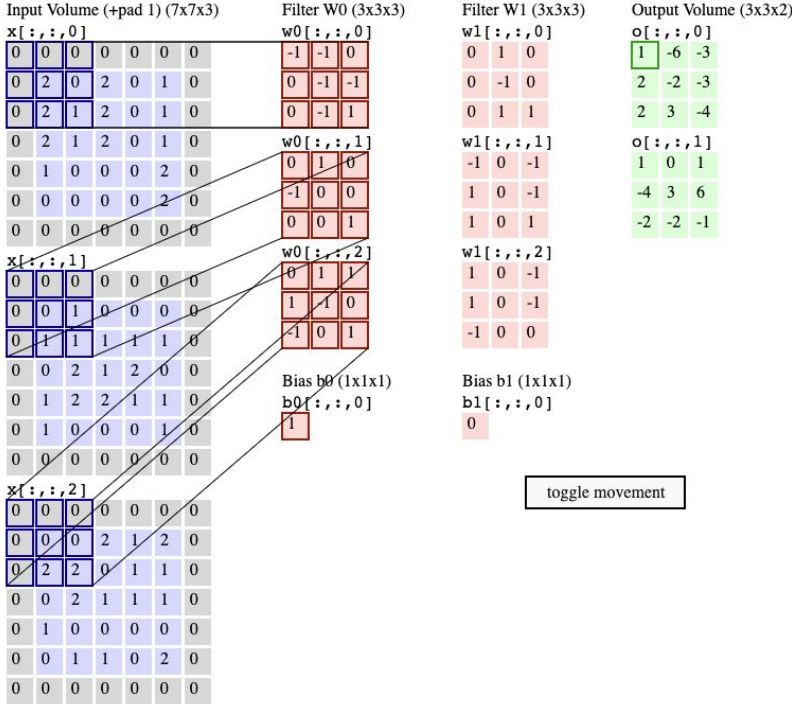 Input Volume (+pad 1) (7x7x3)
x[:,:,0]
0 0 0 0 0 0 0
0 2 0 2 0 1 0
0 2 1 2 0 1 0
0 2 1 2 0 1 0
0 1 0 0 0 2 0
0 0 0 0 0 2 0
0 0 0 0 0 0 0
x[:,:,1]
0 0 0 0 0 0 0
0 0 1 0 0 0 0
0 1 1 1 1 1 0
0 0 2 1 2 0 0
0 1 2 2 1 1 0
0 1 0 0 0 1 0
0 0 0 0 0 0 0
x[:,:,2]
0 0 0 0 0 0 0
0 0 0 2 1 2 0
0 2 2 0 1 1 0
0 0 2 1 1 1 0
0 1 0 0 0 0 0
0 0 1 1 0 2 0
0 0 0 0 0 0 0
Filter W0 (3x3x3)
w0[:,:,0]
-1 -1 0
0 -1 -1
0 -1 1
w0[:,:,1]
0 1 0
-1 0 0
0 0 1
w0[:,:,2]
0 1 1
1 -1 0
-1 0 1
Bias b0 (1x1x1)
b0[:,:,0]
1
Filter W1 (3x3x3)
w1[:,:,0]
0 1 0
0 -1 0
0 1 1
w1[:,:,1]
-1 0 -1
1 0 -1
1 0 1
w1[:,:,2]
1 0 -1
1 0 -1
-1 0 0
Bias b1 (1x1x1)
b1[:,:,0]
0
Output Volume (3x3x2)
o[:,:,0]
1 -6 -3
2 -2 -3
2 3 -4
o[:,:,1]
1 0 1
-4 3 6
-2 -2 -1
toggle movement